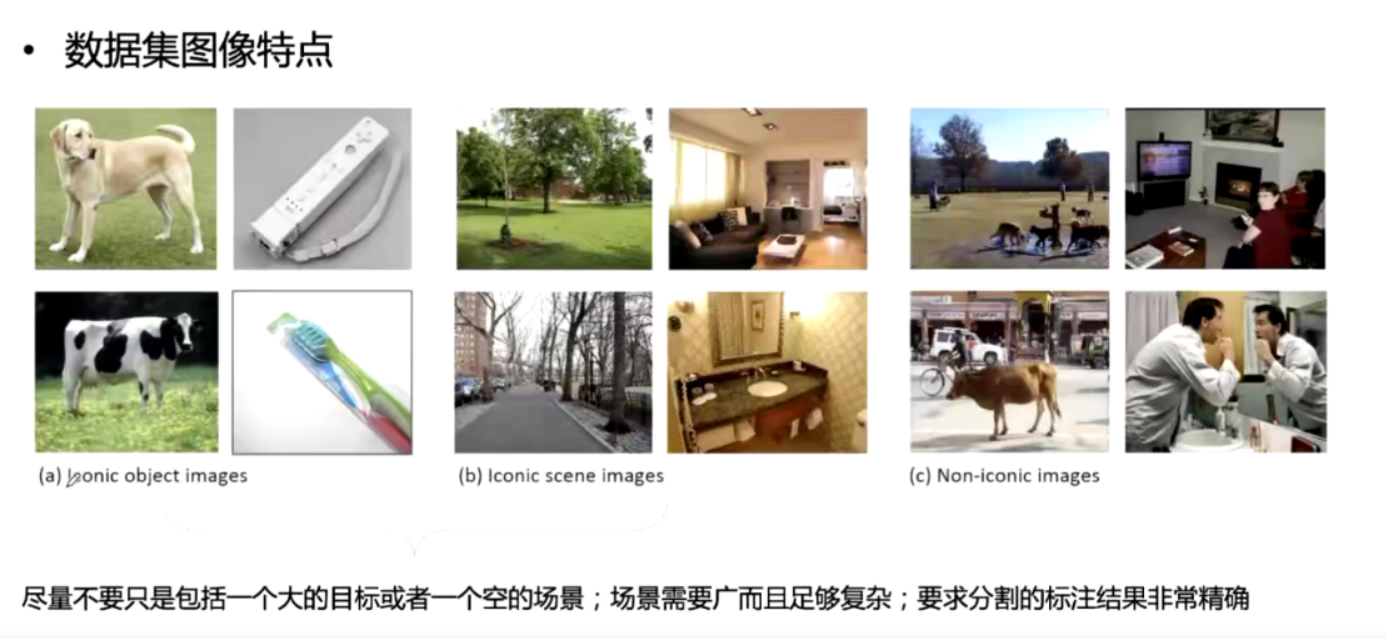 • 数据集图像特点
(a) Iconic object images
(b) Iconic scene images
(c) Non-iconic images
尽量不要只是包括一个大的目标或者一个空的场景；场景需要广而且足够复杂；要求分割的标注结果非常精确